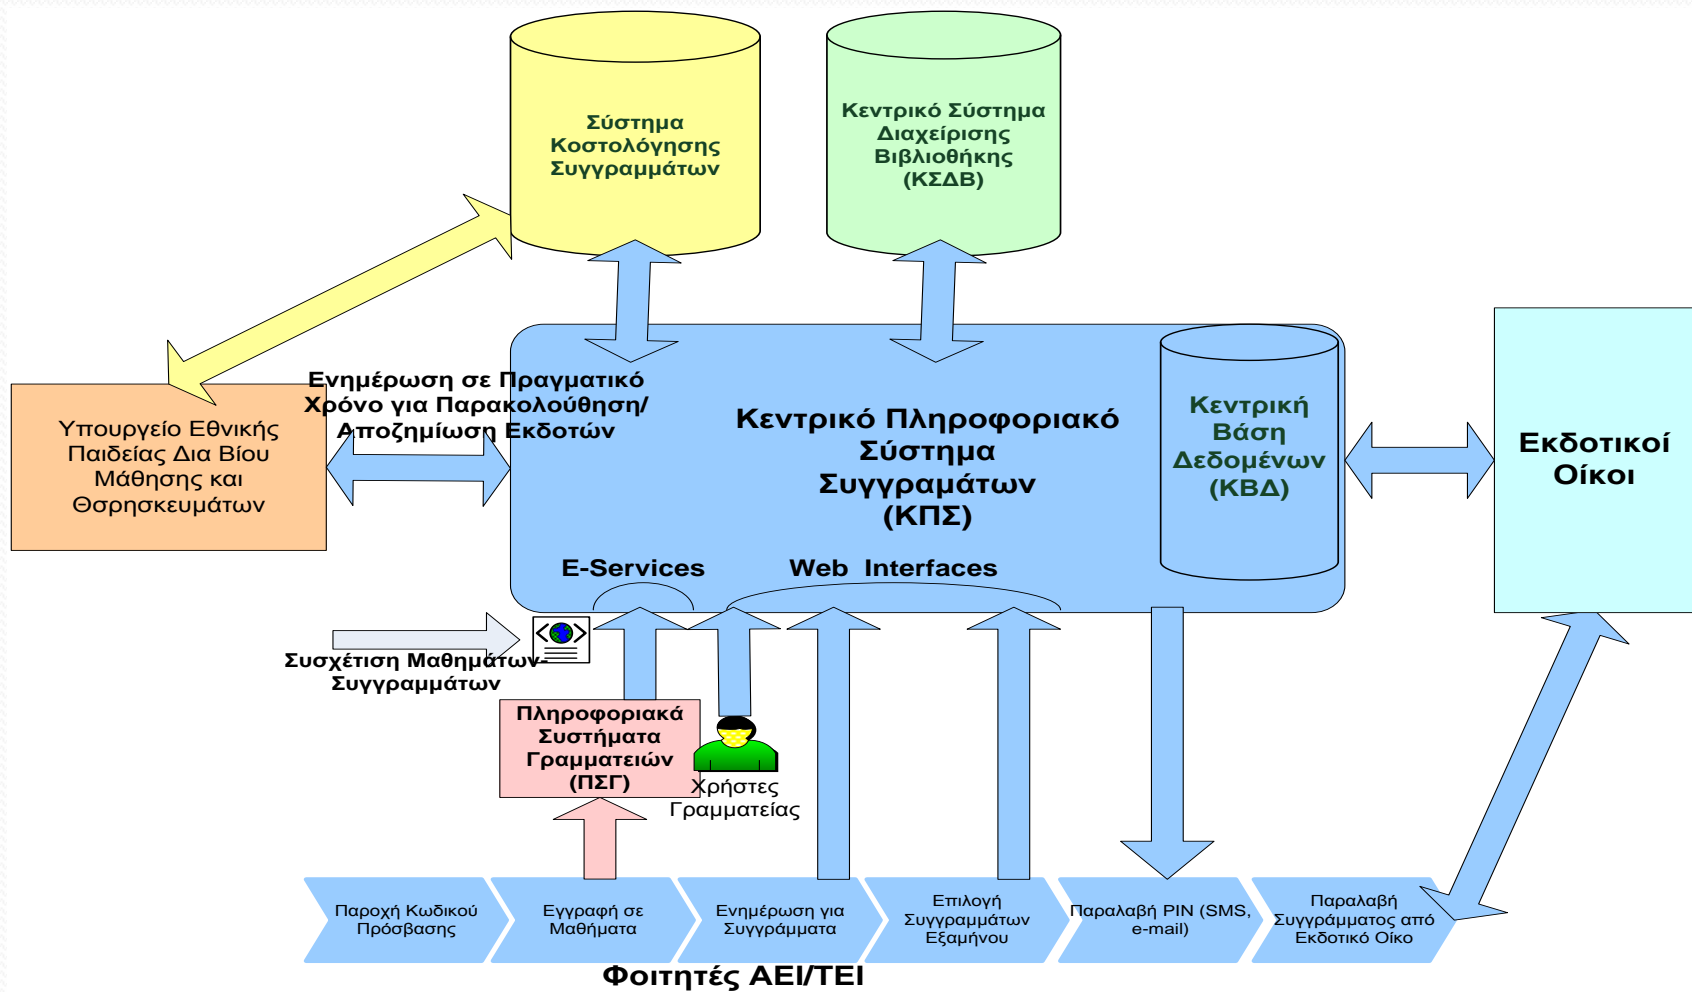 Σύστημα
Κοστολόγησης
Συγγραμμάτων
Κεντρικό Σύστημα
Διαχείρισης
Βιβλιοθήκης
(ΚΣΔΒ)
Ενημέρωση σε Πραγματικό
Χρόνο για Παρακολούθηση/
Αποζημίωση Εκδοτών
Υπουργείο Εθνικής
Παιδείας Δια Βίου
Μάθησης και
Θσρησκευμάτων
Κεντρικό Πληροφοριακό
Σύστημα
Συγγραμάτων
(ΚΠΣ)
Κεντρική
Βάση
Δεδομένων
(ΚΒΔ)
Εκδοτικοί
Οίκοι
E-Services
Web Interfaces
Συσχέτιση Μαθημάτων-
Συγγραμμάτων
Πληροφοριακά
Συστήματα
Γραμματειών
(ΠΣΓ)
Χρήστες
Γραμματείας
Παροχή Κωδικού
Πρόσβασης
Εγγραφή σε
Μαθήματα
Ενημέρωση για
Συγγράμματα
Επιλογή
Συγγραμμάτων
Εξαμήνου
Παραλαβή PIN (SMS,
e-mail)
Παραλαβή
Συγγράμματος από
Εκδοτικό Οίκο
Φοιτητές ΑΕΙ/ΤΕΙ